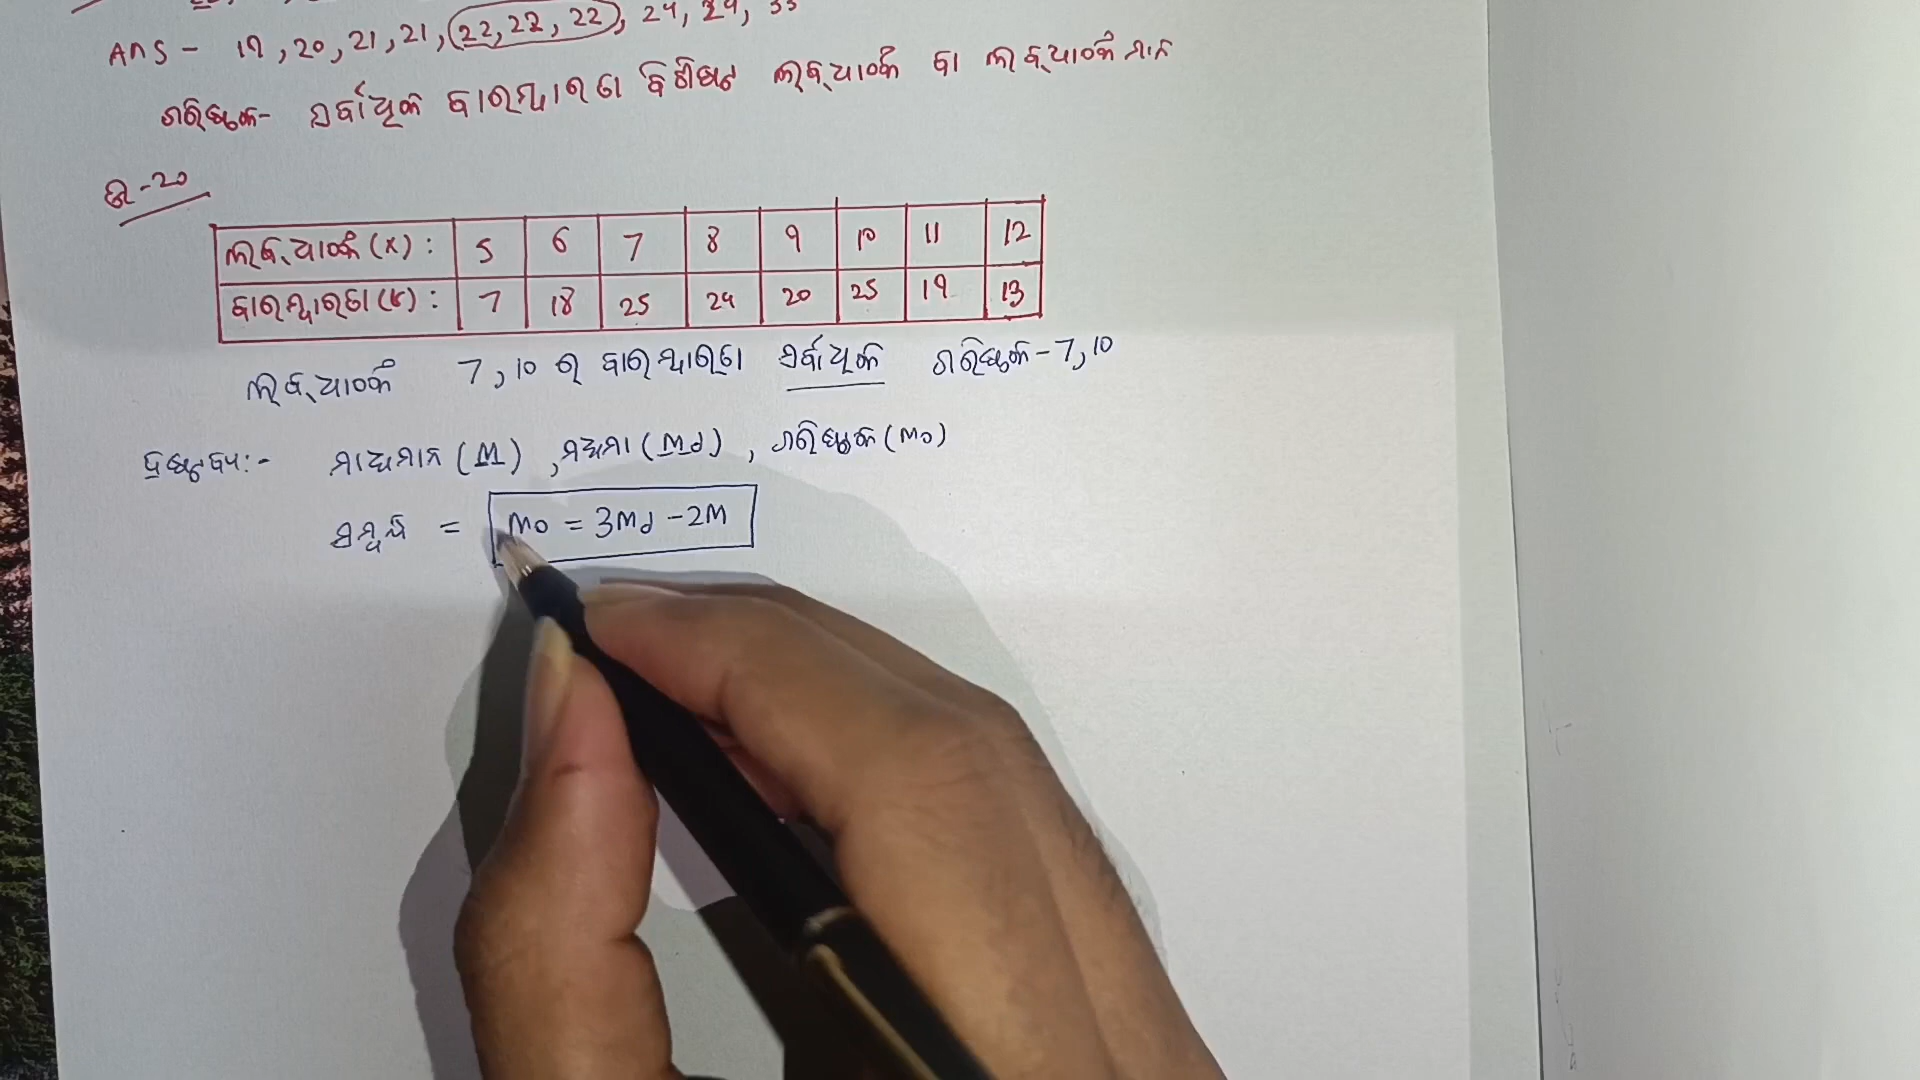 Ans - 19, 20, 21, 21, 22, 22, 22, 24, 24, 33
ଗରିଷ୍ଠକ- ସର୍ବାଧିକ ବାରମ୍ବାରତା ବିଶିଷ୍ଟ ଲବ୍ଧାଙ୍କ ବା ଲବ୍ଧାଙ୍କମାନ
ଉ-20
ଲବ୍ଧାଙ୍କ (x) : 5 6 7 8 9 10 11 12
ବାରମ୍ବାରତା (f) : 7 18 25 24 20 25 19 13
ଲବ୍ଧାଙ୍କ 7, 10 ର ବାରମ୍ବାରତା ସର୍ବାଧିକ ଗରିଷ୍ଠକ - 7, 10
ଦ୍ରଷ୍ଟବ୍ୟ:- ମାଧ୍ୟମାନ (M), ମଧ୍ୟମା (Md), ଗରିଷ୍ଠକ (Mo)
ସମ୍ବନ୍ଧ = Mo = 3Md - 2M